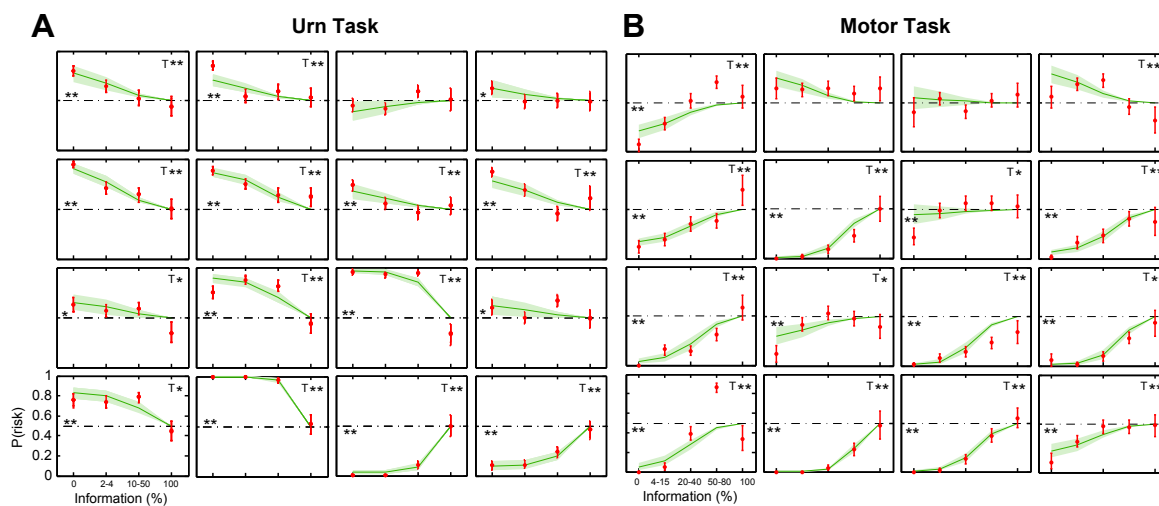 A Urn Task B Motor Task
T** T** T** T** T**
** ** * **
T** T** T** T** T** T** T* T**
** ** ** ** ** ** ** **
T* T** T** T** T* T** T*
* ** ** * ** ** ** **
T* T** T** T** T** T** T** T**
** ** ** ** ** ** ** **
P(risk)
1
0.8
0.6
0.4
0.2
0
0 2-4 10-50 100
Information (%)
0 4-15 20-40 50-80 100
Information (%)